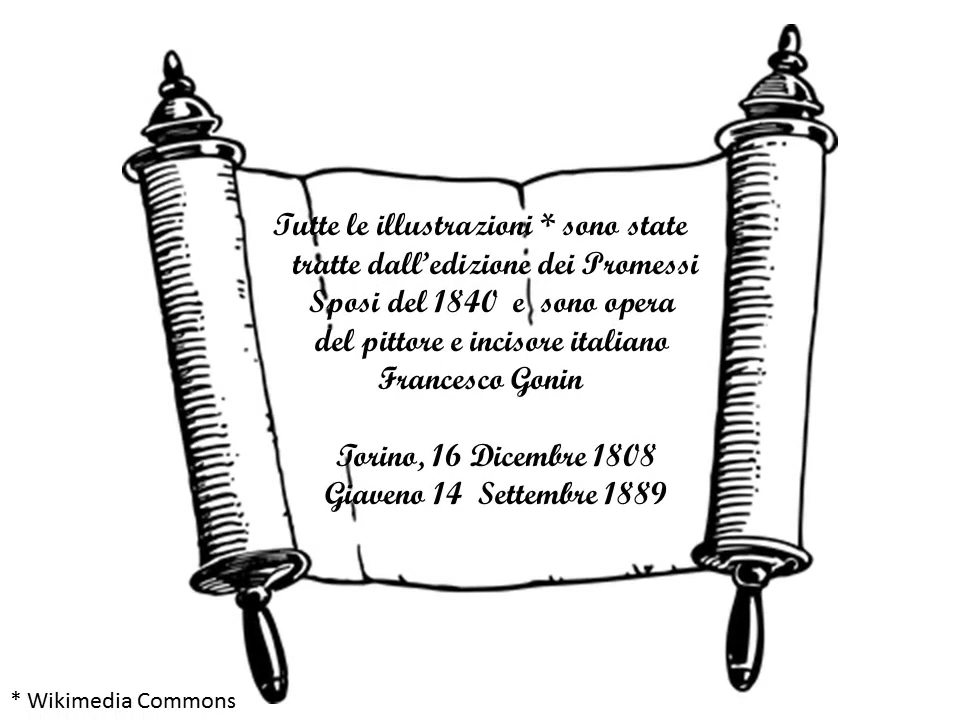 Tutte le illustrazioni * sono state
tratte dall’edizione dei Promessi
Sposi del 1840 e sono opera
del pittore e incisore italiano
Francesco Gonin
Torino, 16 Dicembre 1808
Giaveno 14 Settembre 1889
* Wikimedia Commons